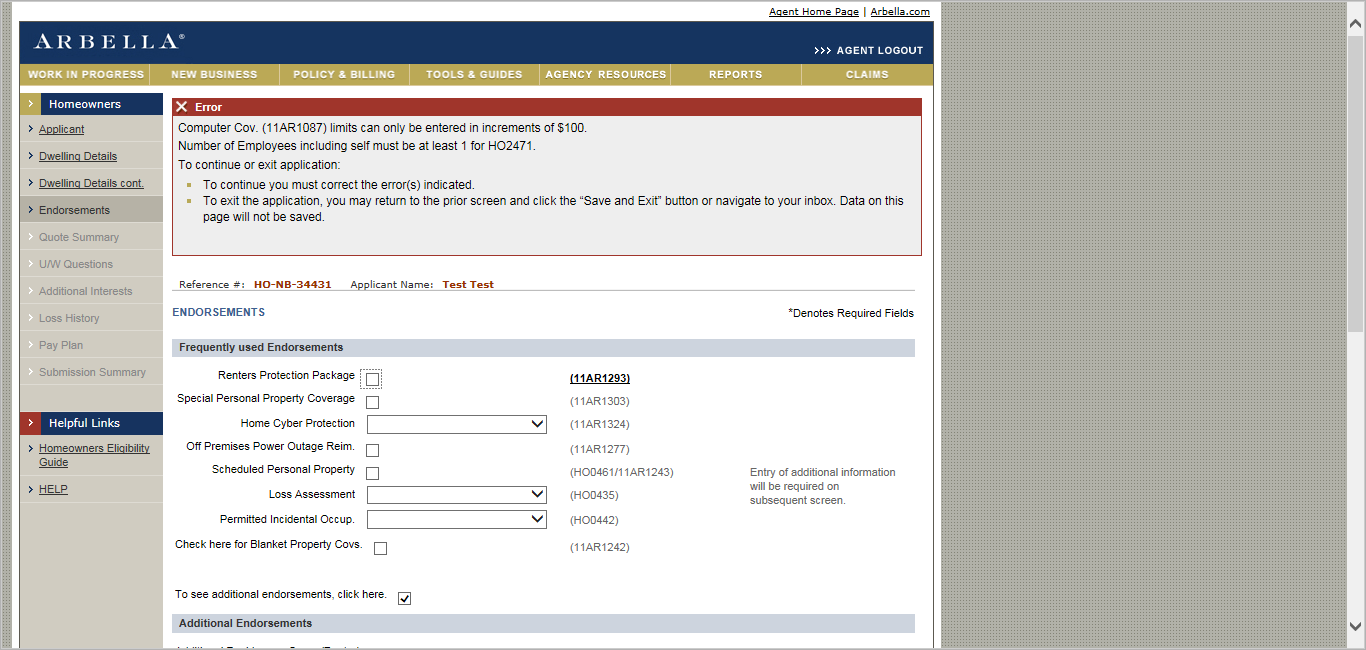 Agent Home Page | Arbella.com
ARBELLA®
>>> AGENT LOGOUT
WORK IN PROGRESS NEW BUSINESS POLICY & BILLING TOOLS & GUIDES AGENCY RESOURCES REPORTS CLAIMS
Homeowners
Applicant
Dwelling Details
Dwelling Details cont.
Endorsements
Quote Summary
U/W Questions
Additional Interests
Loss History
Pay Plan
Submission Summary
Helpful Links
Homeowners Eligibility
Guide
HELP
Error
Computer Cov. (11AR1087) limits can only be entered in increments of $100.
Number of Employees including self must be at least 1 for HO2471.
To continue or exit application:
To continue you must correct the error(s) indicated.
To exit the application, you may return to the prior screen and click the “Save and Exit” button or navigate to your inbox. Data on this
page will not be saved.
Reference #: HO-NB-34431 Applicant Name: Test Test
ENDORSEMENTS
*Denotes Required Fields
Frequently used Endorsements
Renters Protection Package (11AR1293)
Special Personal Property Coverage (11AR1303)
Home Cyber Protection (11AR1324)
Off Premises Power Outage Reim. (11AR1277)
Scheduled Personal Property (HO0461/11AR1243)
Entry of additional information
will be required on
subsequent screen.
Loss Assessment (HO0435)
Permitted Incidental Occup. (HO0442)
Check here for Blanket Property Covs. (11AR1242)
To see additional endorsements, click here.
Additional Endorsements